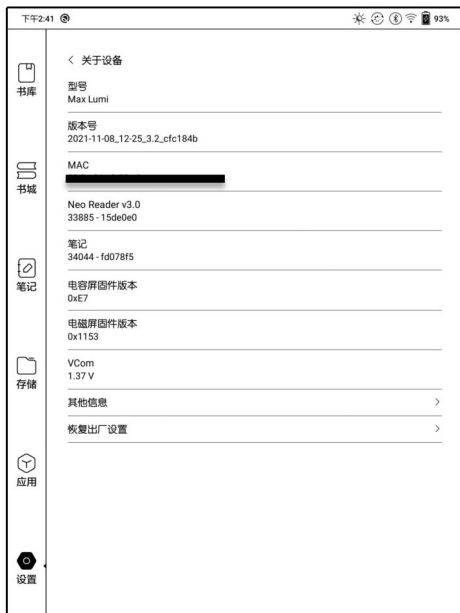 下午2:41
93%
书库
书城
笔记
存储
应用
设置
关于设备
型号
Max Lumi
版本号
2021-11-08_12-25_3.2_cfc184b
MAC
Neo Reader v3.0
33885 - 15de0e0
笔记
34044 - fd078f5
电容屏固件版本
0xE7
电磁屏固件版本
0x1153
VCom
1.37 V
其他信息
恢复出厂设置